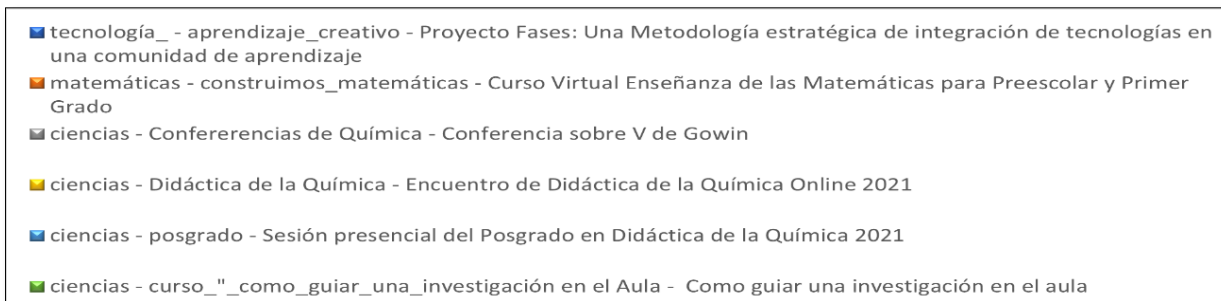 tecnología_ - aprendizaje_creativo - Proyecto Fases: Una Metodología estratégica de integración de tecnologías en
una comunidad de aprendizaje
matemáticas - construimos_matemáticas - Curso Virtual Enseñanza de las Matemáticas para Preescolar y Primer
Grado
ciencias - Confererencias de Química - Conferencia sobre V de Gowin
ciencias - Didáctica de la Química - Encuentro de Didáctica de la Química Online 2021
ciencias - posgrado - Sesión presencial del Posgrado en Didáctica de la Química 2021
ciencias - curso_"_como_guiar_una_investigación en el Aula -  Como guiar una investigación en el aula